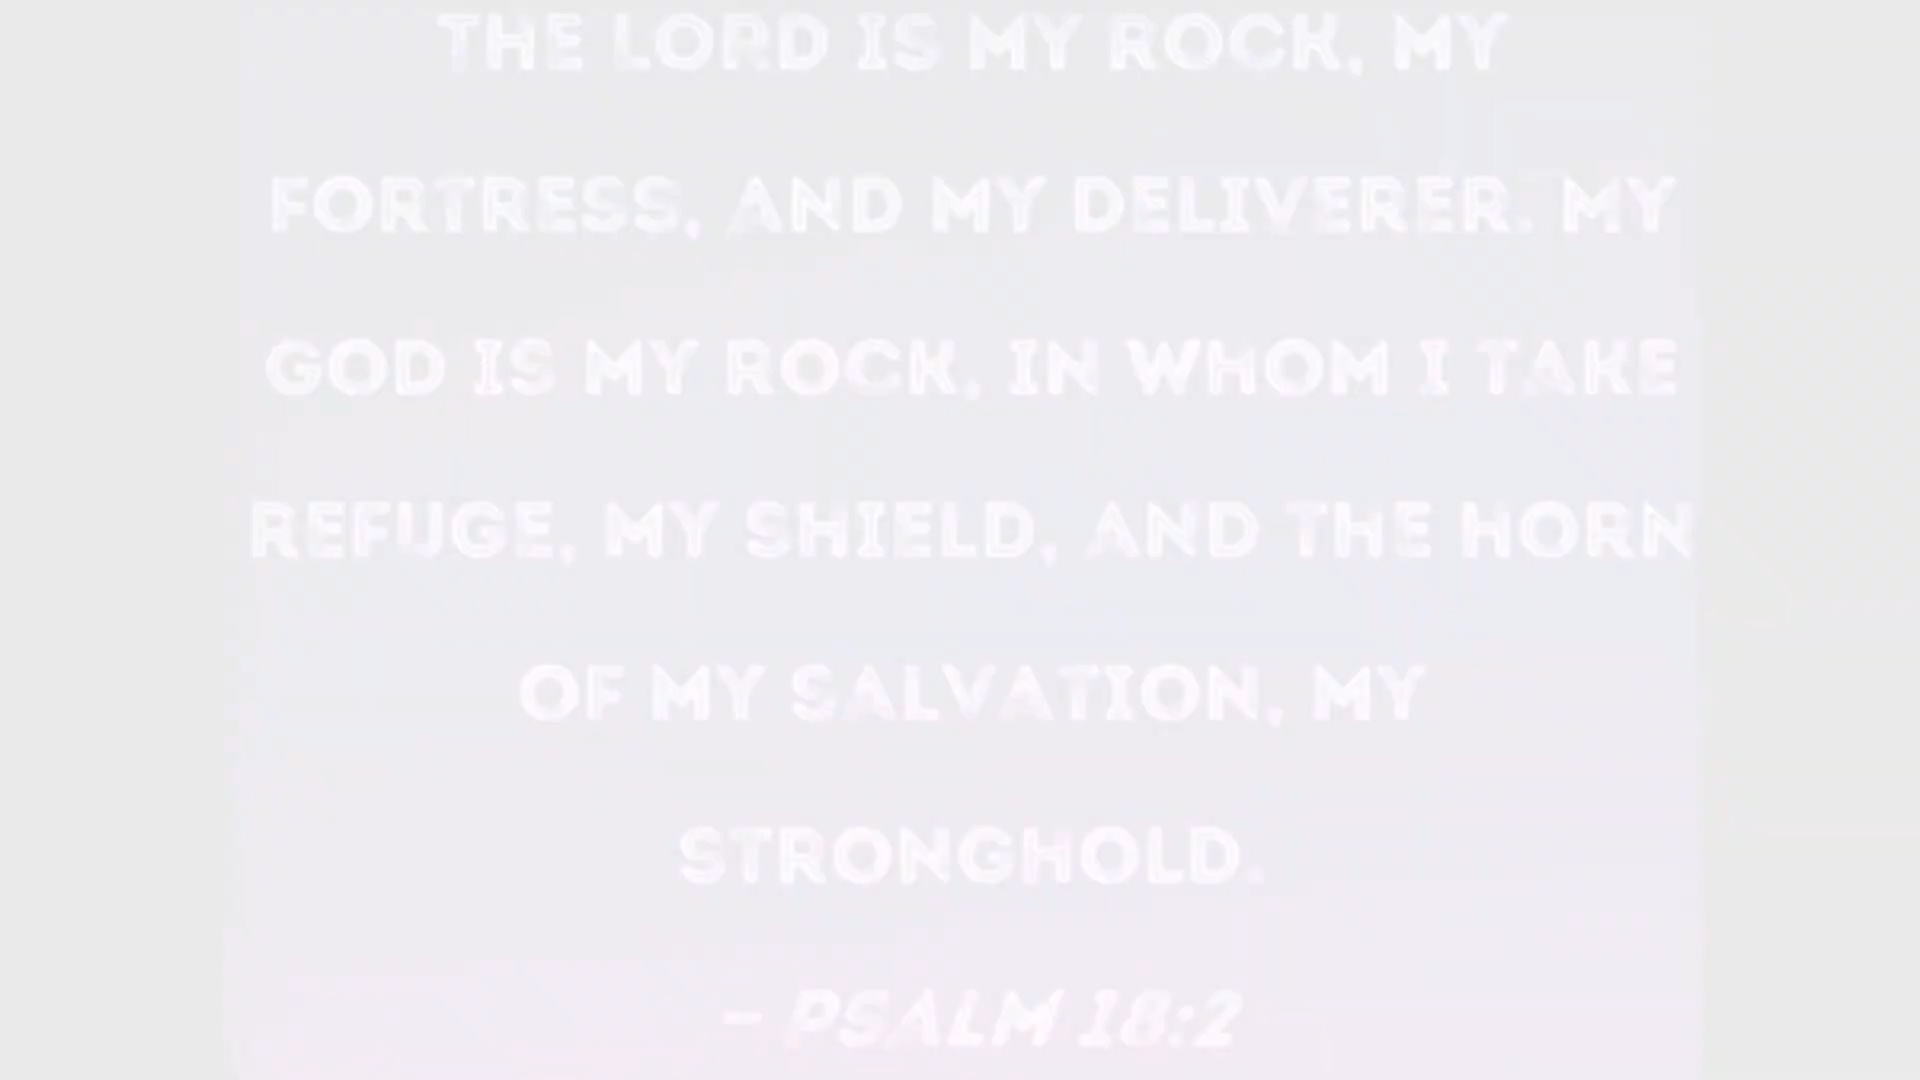 THE LORD IS MY ROCK, MY
FORTRESS, AND MY DELIVERER. MY
GOD IS MY ROCK, IN WHOM I TAKE
REFUGE, MY SHIELD, AND THE HORN
OF MY SALVATION, MY
STRONGHOLD.
– PSALM 18:2